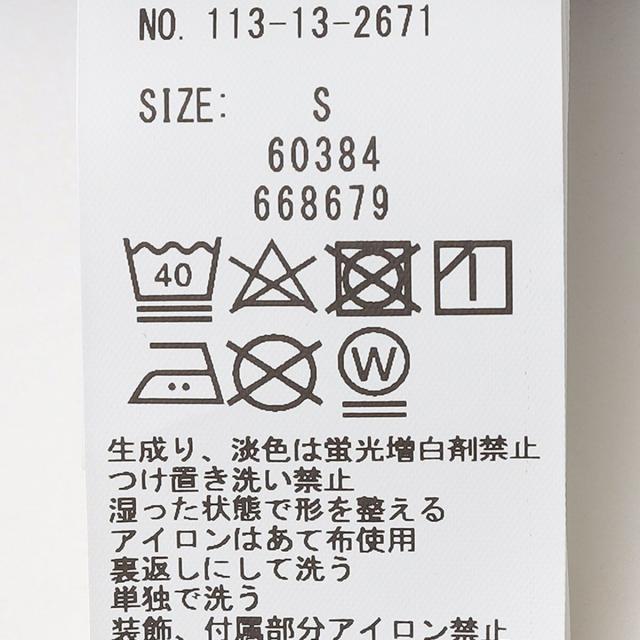 NO. 113-13-2671
SIZE: S
60384
668679
40
W
生成り、淡色は蛍光増白剤禁止
つけ置き洗い禁止
湿った状態で形を整える
アイロンはあて布使用
裏返しにして洗う
単独で洗う
装飾、付属部分アイロン禁止